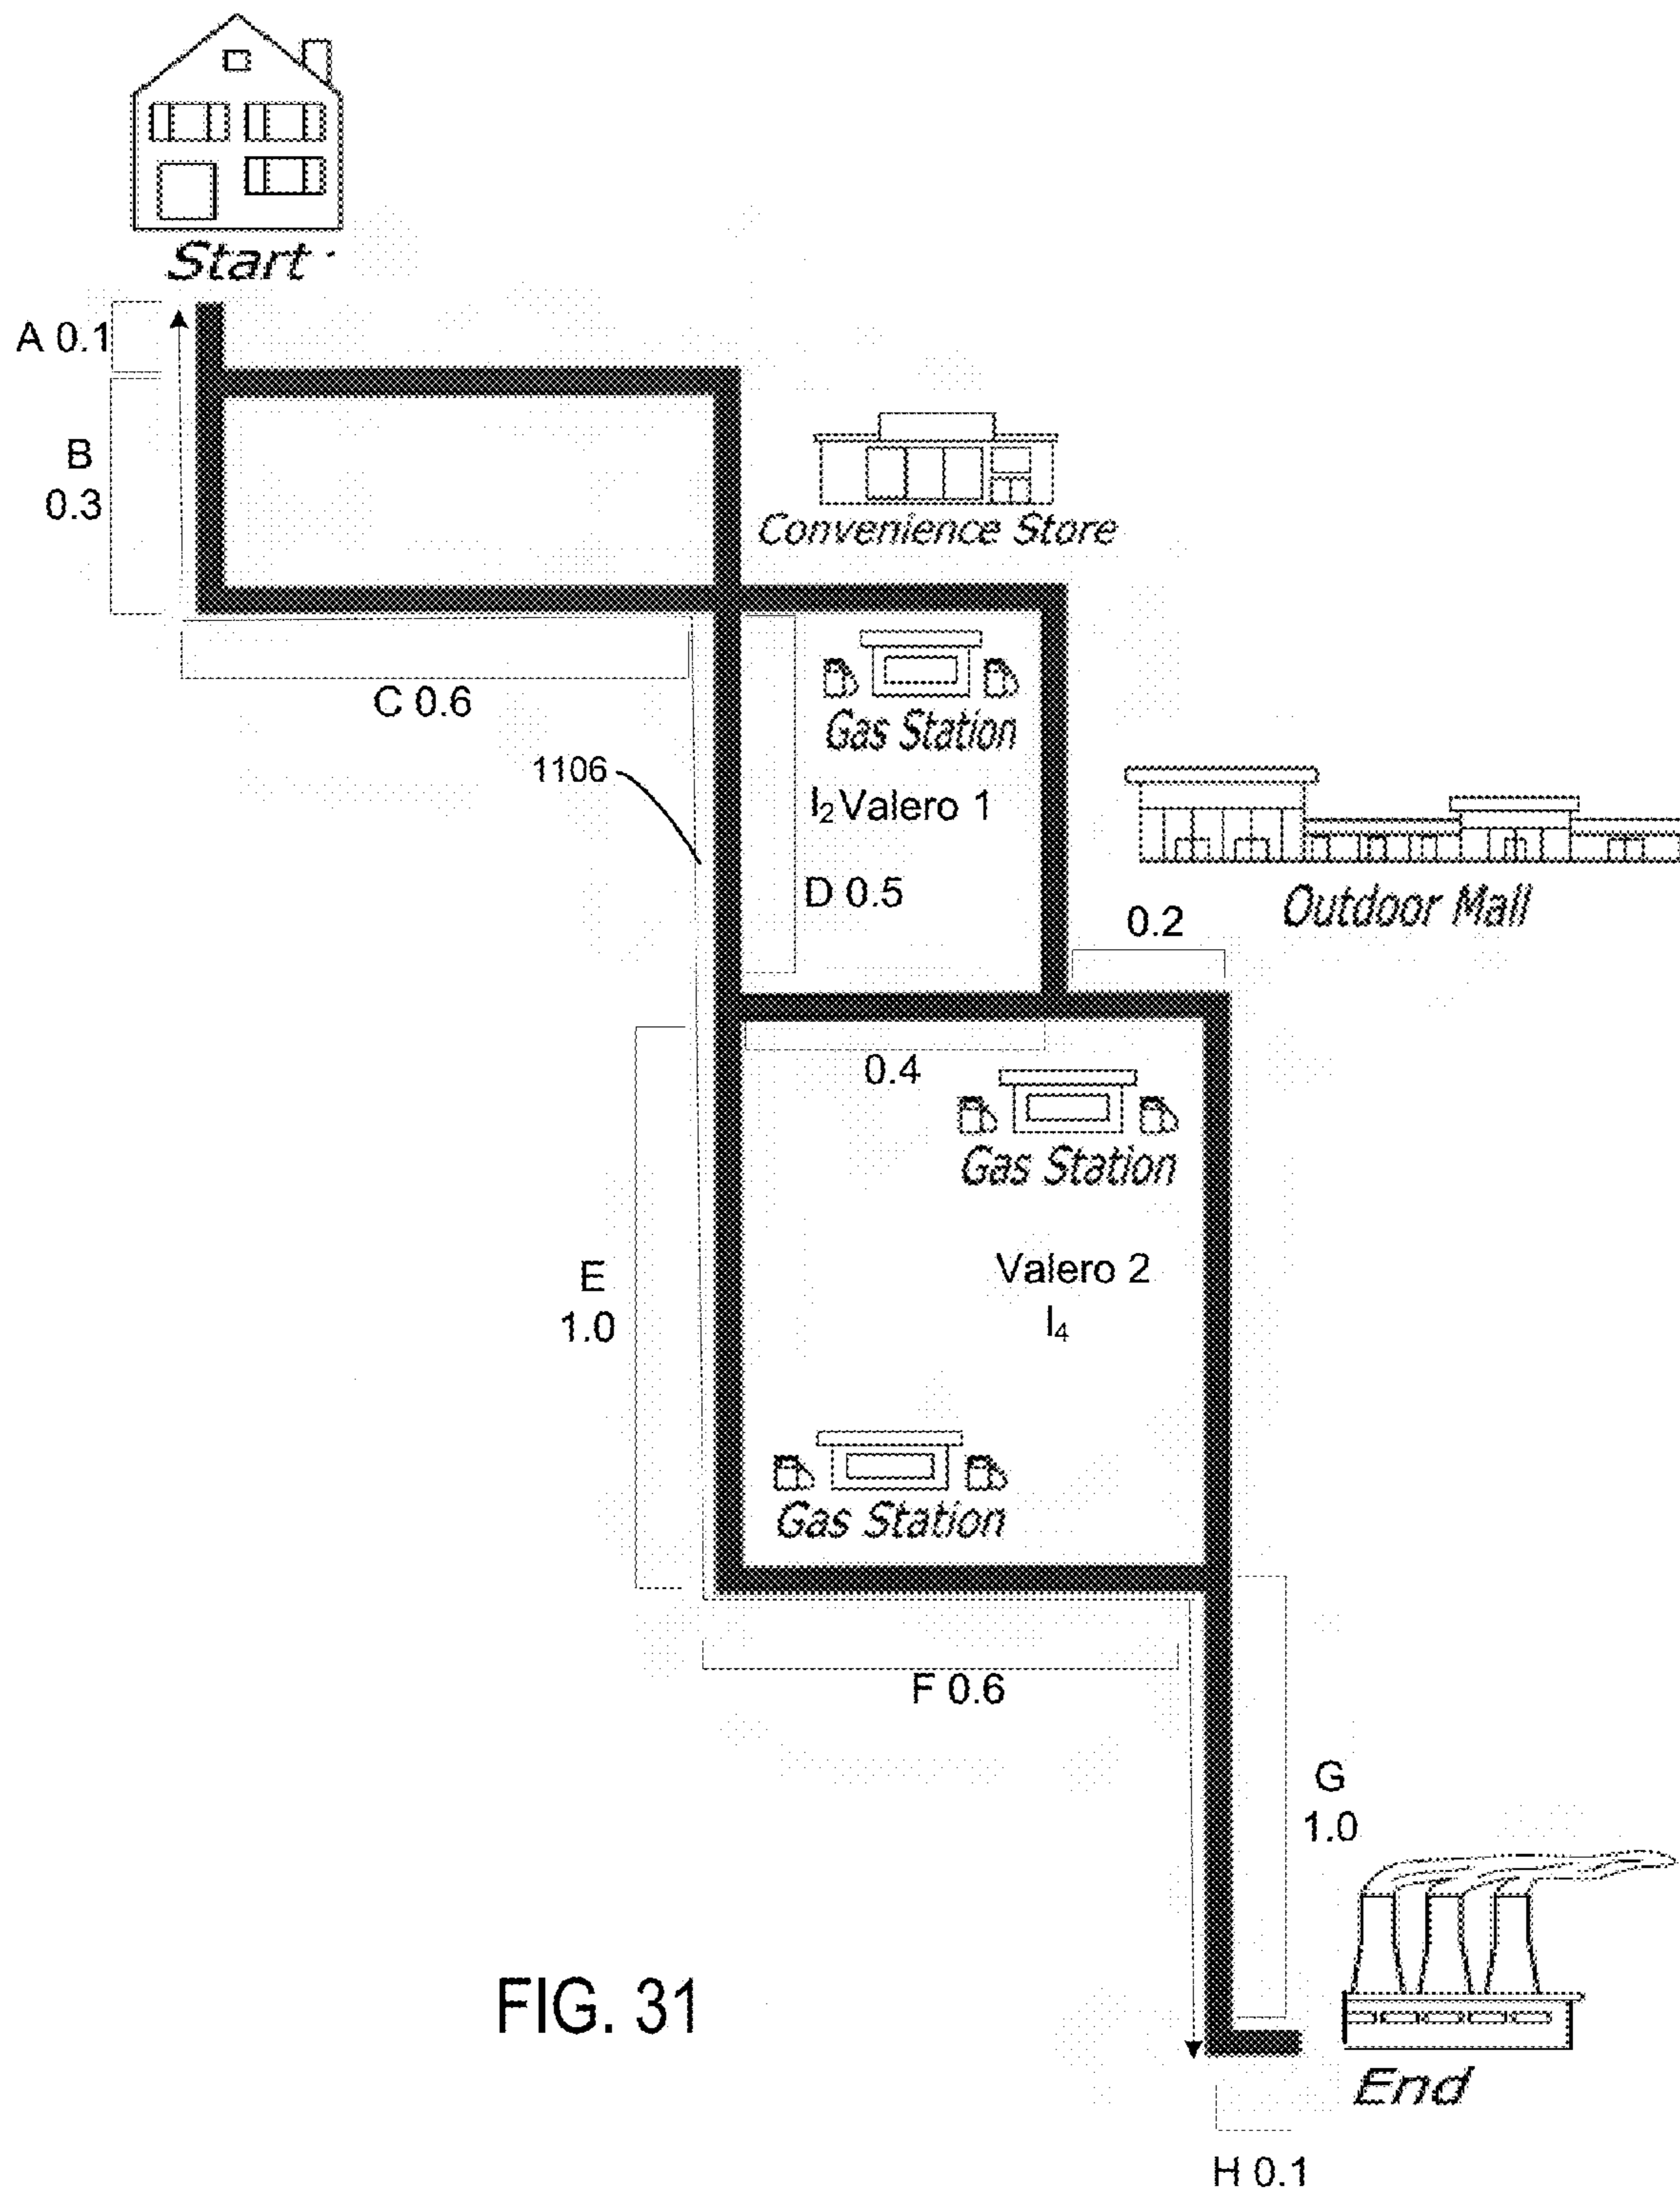 Start
A 0.1
B
0.3
Convenience Store
C 0.6
Gas Station
1106
I₂ Valero 1
D 0.5
Outdoor Mall
0.2
0.4
Gas Station
E
1.0
Valero 2
I₄
Gas Station
F 0.6
G
1.0
FIG. 31
End
H 0.1